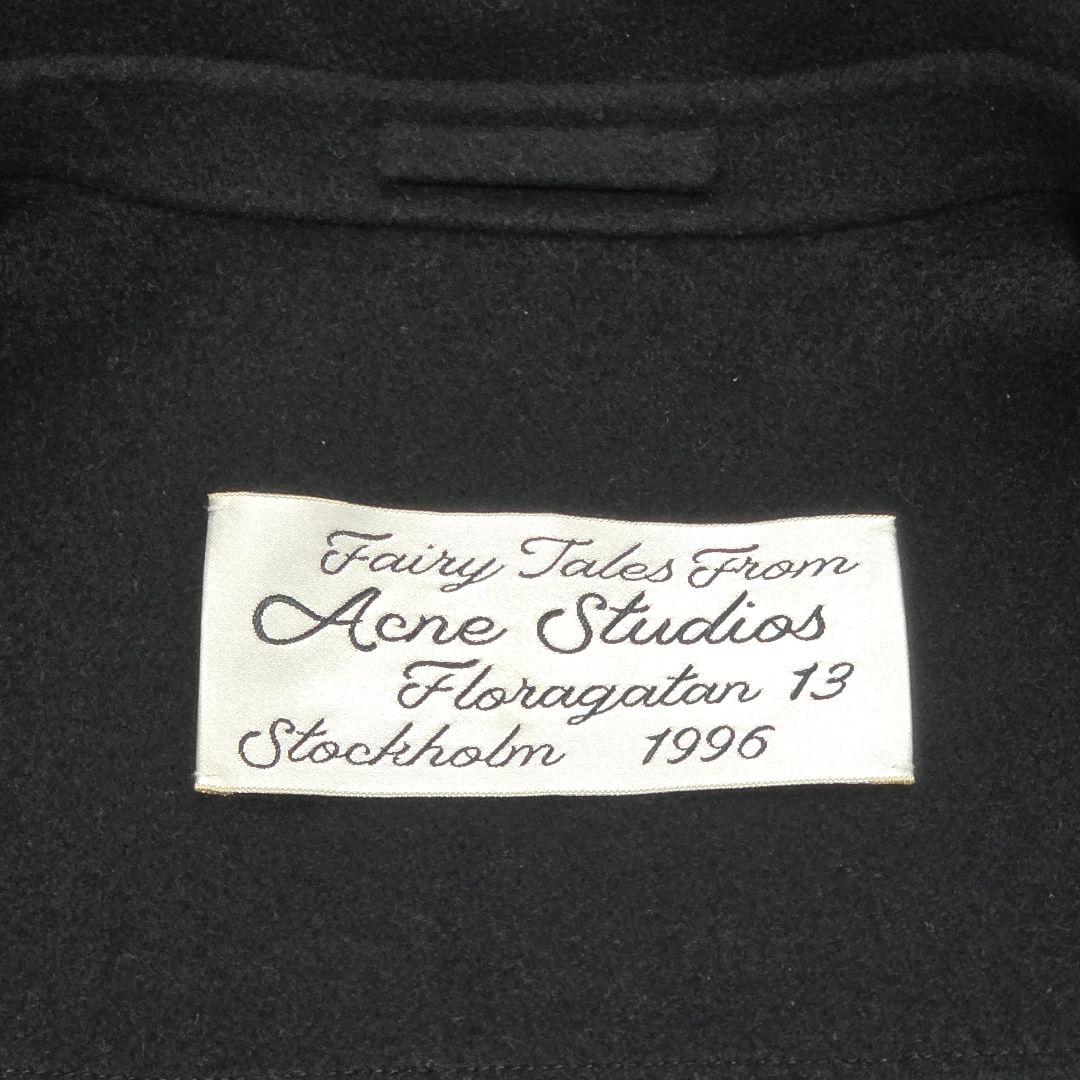 Fairy Tales From
Acne Studios
Floragatan 13
Stockholm 1996